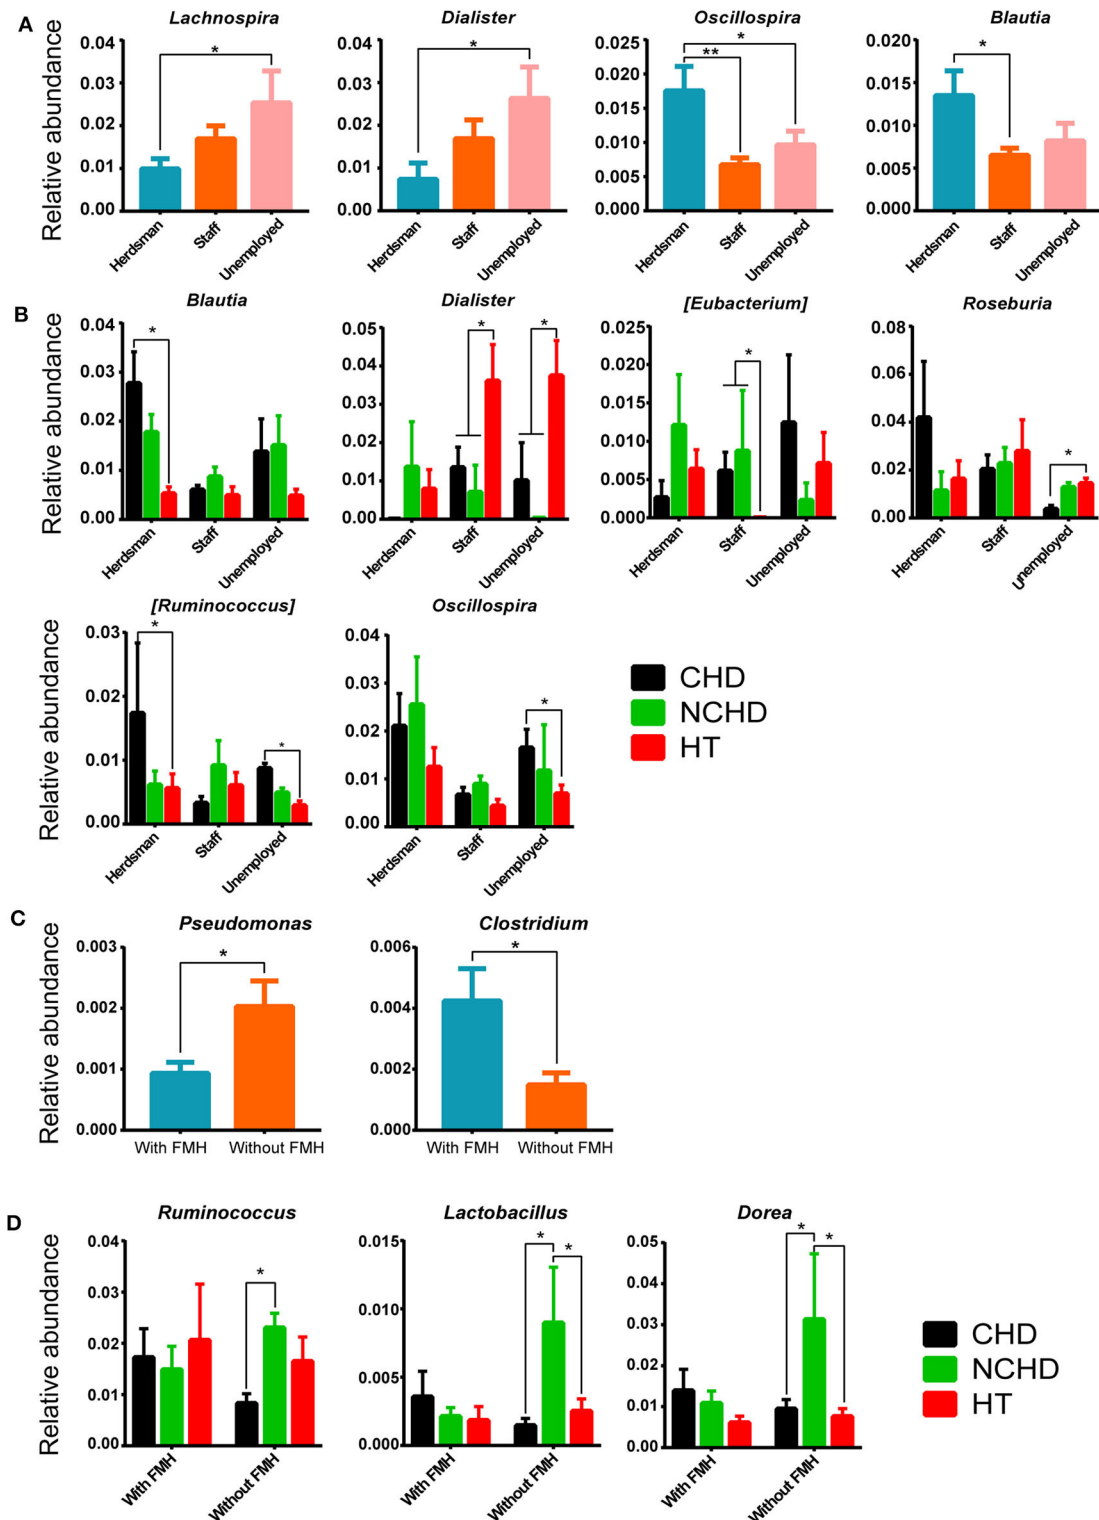 A
Lachnospira
Dialister
Oscillospira
Blautia
Relative abundance
0.04
0.03
0.02
0.01
0.00
*
Herdsman
Staff
Unemployed
0.04
0.03
0.02
0.01
0.00
*
Herdsman
Staff
Unemployed
0.025
0.020
0.015
0.010
0.005
0.000
**
*
Herdsman
Staff
Unemployed
0.020
0.015
0.010
0.005
0.000
*
Herdsman
Staff
Unemployed
B
Blautia
Dialister
[Eubacterium]
Roseburia
Relative abundance
0.04
0.03
0.02
0.01
0.00
*
Herdsman
Staff
Unemployed
0.05
0.04
0.03
0.02
0.01
0.00
*
*
Herdsman
Staff
Unemployed
0.025
0.020
0.015
0.010
0.005
0.000
*
Herdsman
Staff
Unemployed
0.08
0.06
0.04
0.02
0.00
*
Herdsman
Staff
Unemployed
[Ruminococcus]
Oscillospira
Relative abundance
0.03
0.02
0.01
0.00
*
*
Herdsman
Staff
Unemployed
0.04
0.03
0.02
0.01
0.00
*
Herdsman
Staff
Unemployed
CHD
NCHD
HT
C
Pseudomonas
Clostridium
Relative abundance
0.003
0.002
0.001
0.000
*
With FMH
Without FMH
0.006
0.004
0.002
0.000
*
With FMH
Without FMH
D
Ruminococcus
Lactobacillus
Dorea
Relative abundance
0.04
0.03
0.02
0.01
0.00
*
With FMH
Without FMH
0.015
0.010
0.005
0.000
*
*
With FMH
Without FMH
0.05
0.04
0.03
0.02
0.01
0.00
*
*
With FMH
Without FMH
CHD
NCHD
HT